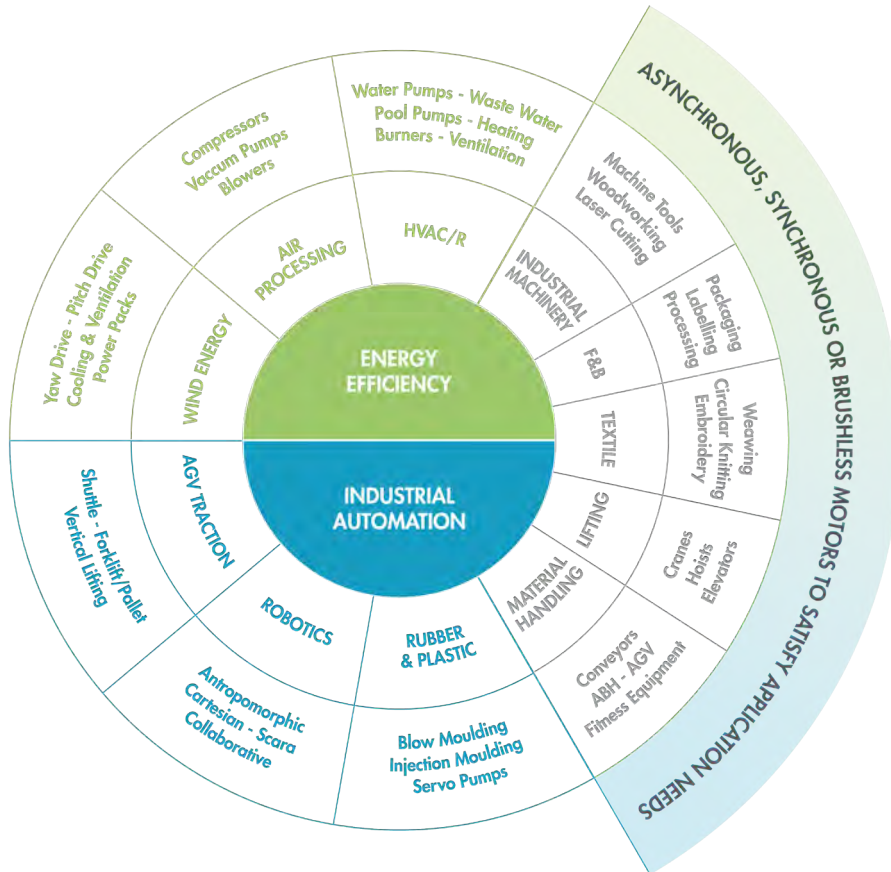 ENERGY
EFFICIENCY
INDUSTRIAL
AUTOMATION
HVAC/R
Water Pumps - Waste Water
Pool Pumps - Heating
Burners - Ventilation
AIR
PROCESSING
Compressors
Vaccum Pumps
Blowers
WIND ENERGY
Yaw Drive - Pitch Drive
Cooling & Ventilation
Power Packs
AGV TRACTION
Shuttle - Forklift/Pallet
Vertical Lifting
ROBOTICS
Antropomorphic
Cartesian - Scara
Collaborative
RUBBER
& PLASTIC
Blow Moulding
Injection Moulding
Servo Pumps
INDUSTRIAL
MACHINERY
Machine Tools
Woodworking
Laser Cutting
F&B
Packaging
Labelling
Processing
TEXTILE
Weawing
Circular Knitting
Embroidery
LIFTING
Cranes
Hoists
Elevators
MATERIAL
HANDLING
Conveyors
ABH - AGV
Fitness Equipment
ASYNCHRONOUS, SYNCHRONOUS OR BRUSHLESS MOTORS TO SATISFY APPLICATION NEEDS